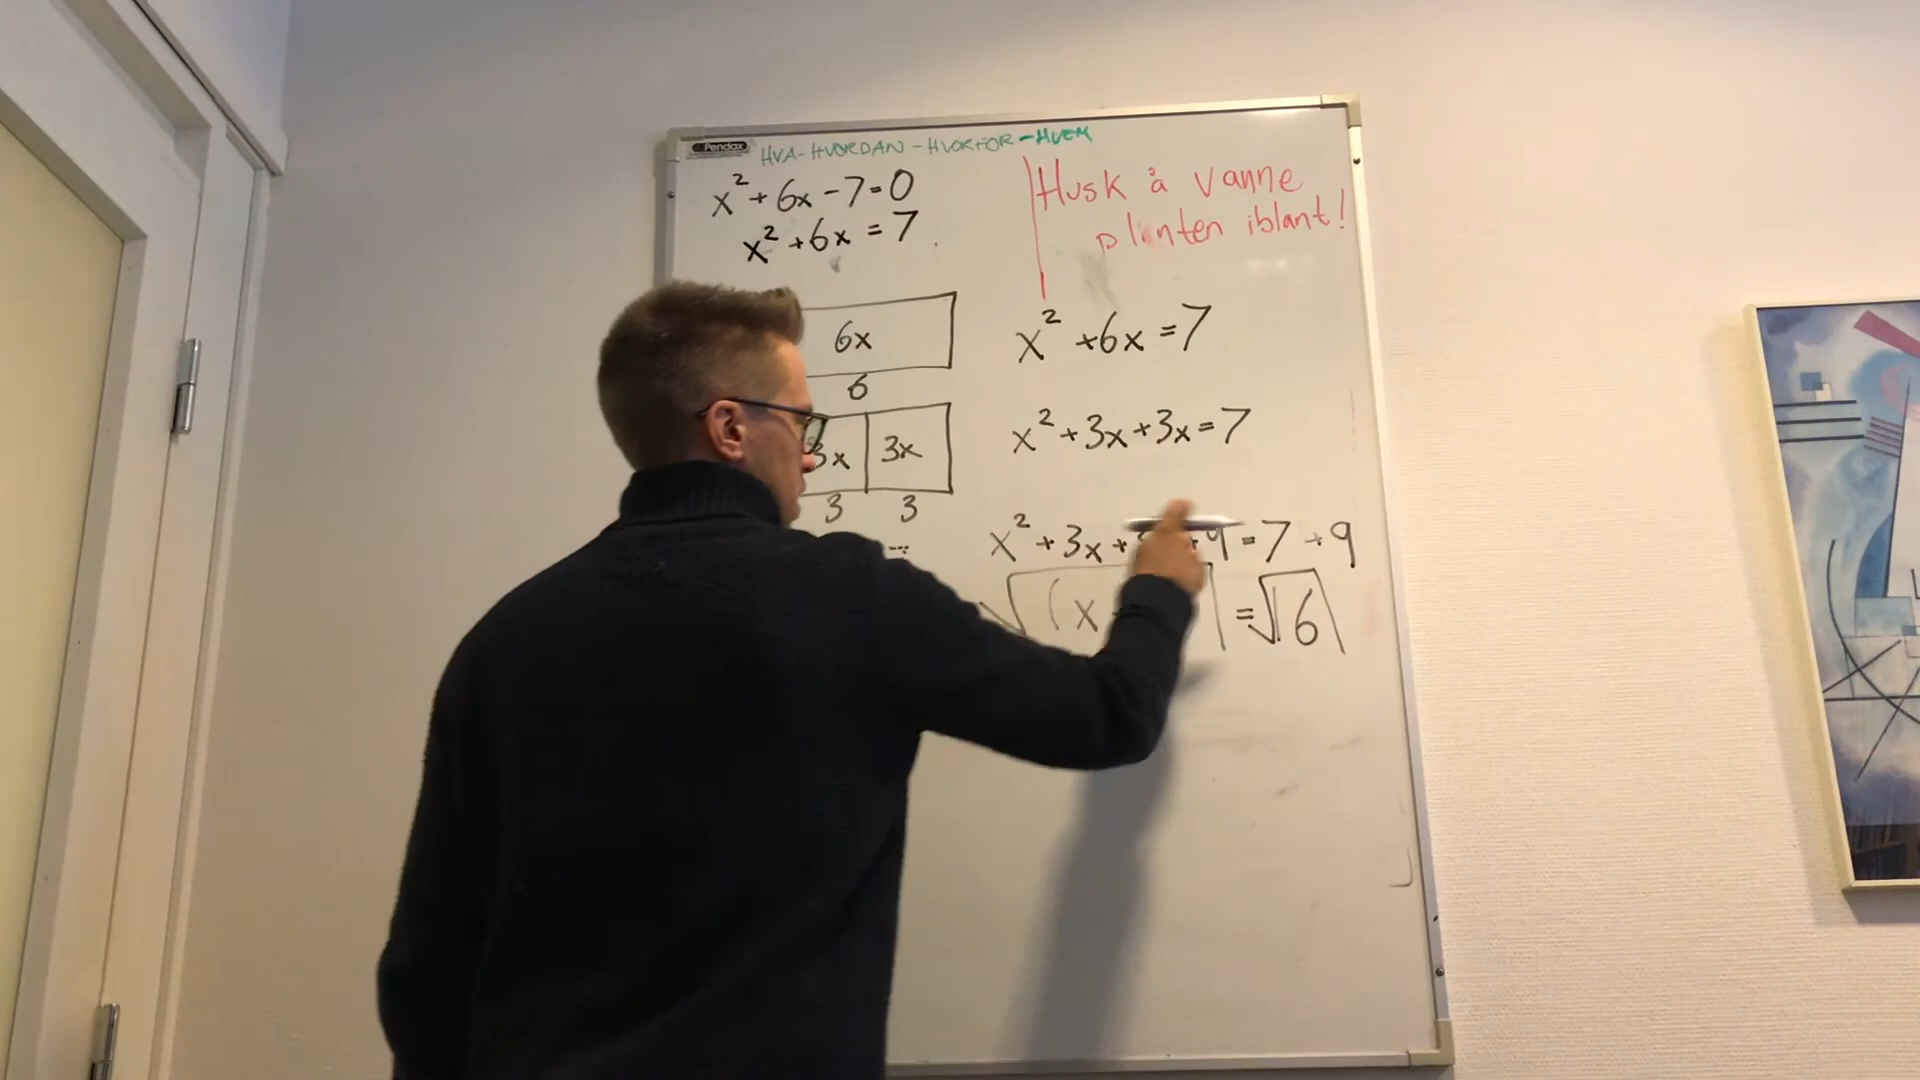 Pendax
HVA-HVORDAN-HVORFOR-HVEM
x² + 6x - 7 = 0
x² + 6x = 7
Husk å vanne
planten iblant!
6x
6
3x 3x
3 3
x² + 6x = 7
x² + 3x + 3x = 7
x² + 3x + + 9 = 7 + 9
√(x = √16